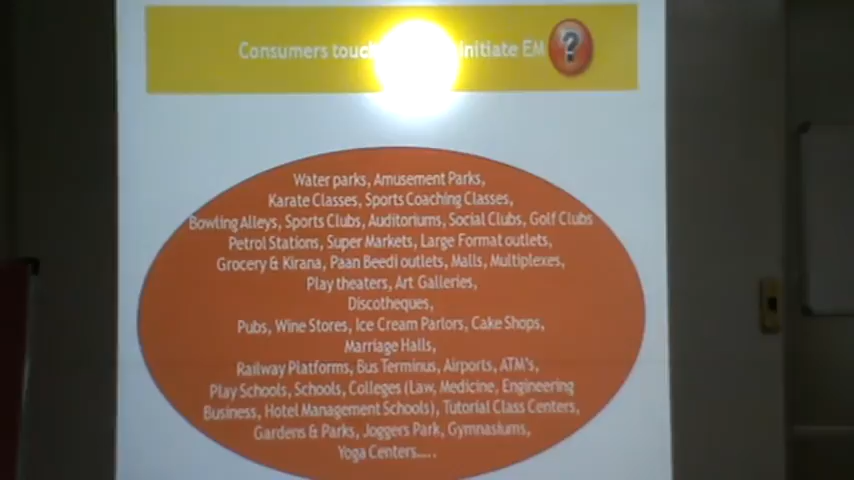 Consumers initiate EM ?
Water parks, Amusement Parks,
Karate Classes, Sports Coaching Classes,
Bowling Alleys, Sports Clubs, Auditoriums, Social Clubs, Golf Clubs
Petrol Stations, Super Markets, Large Format outlets,
Grocery & Kirana, Paan Beedi outlets, Malls, Multiplexes,
Play theaters, Art Galleries,
Discotheques,
Pubs, Wine Stores, Ice Cream Parlors, Cake Shops,
Marriage Halls,
Railway Platforms, Bus Terminus, Airports, ATM's,
Play Schools, Schools, Colleges (Law, Medicine, Engineering
Business, Hotel Management Schools), Tutorial Class Centers,
Gardens & Parks, Joggers Park, Gymnasiums,
Yoga Centers....